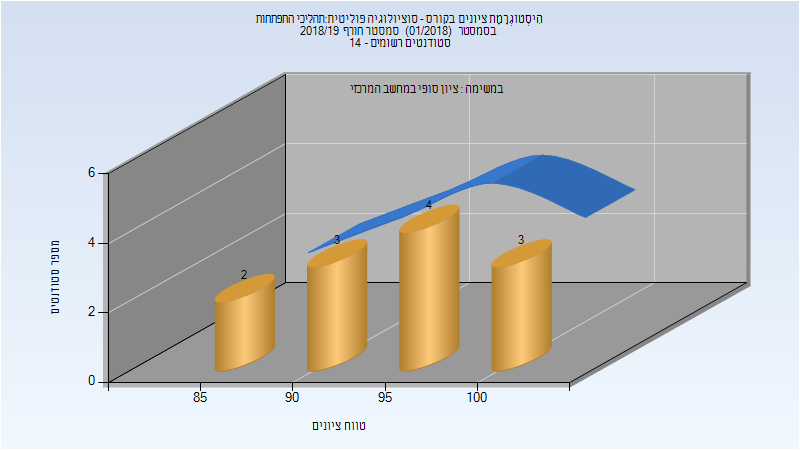 היסטוגרמת ציונים בקורס - סוציולוגיה פוליטית:תהליכי התפתחות
בסמסטר (01/2018) סמסטר חורף 2018/19
סטודנטים רשומים - 14
במשימה : ציון סופי במחשב המרכזי
מספר סטודנטים
6
4
2
0
2
3
4
3
85
90
95
100
טווח ציונים